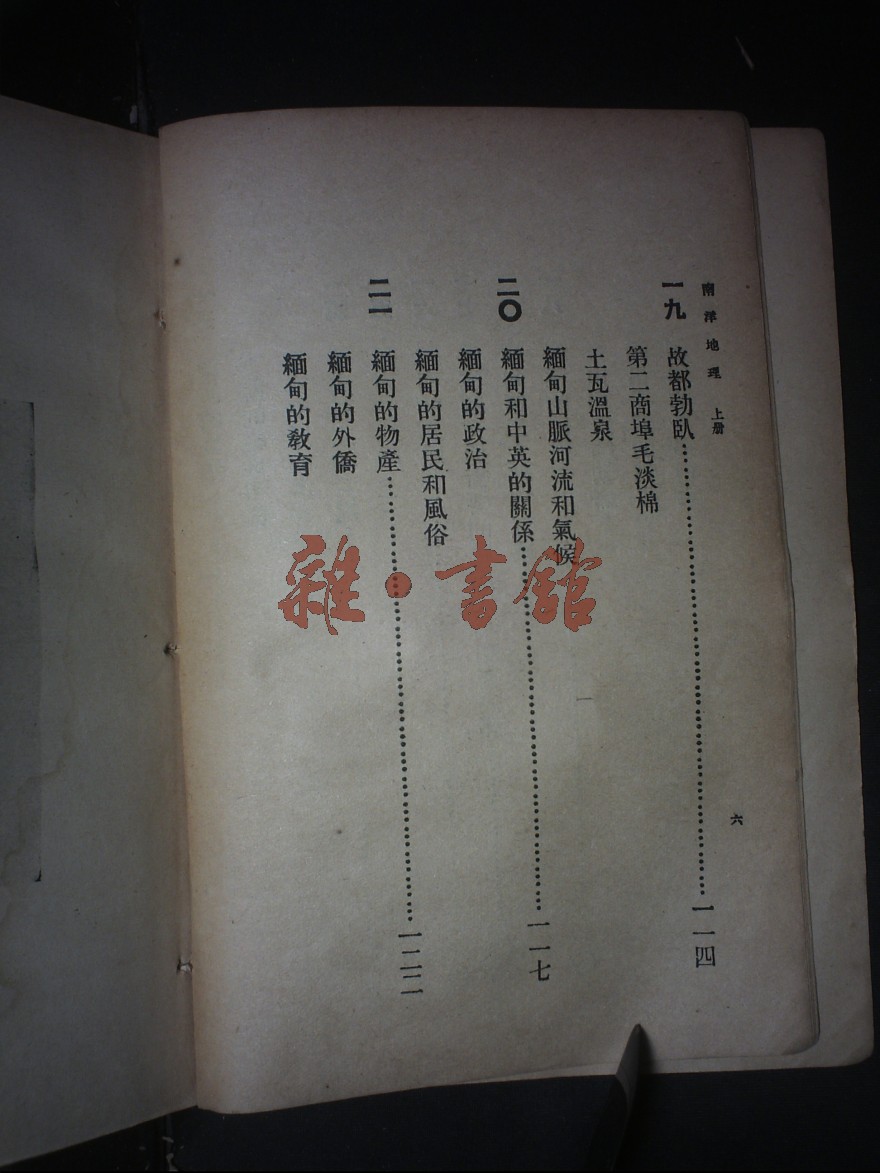 南洋地理 上册
六
一九 故都勃臥……一一四
第二商埠毛淡棉
土瓦溫泉
緬甸山脈河流和氣候
二〇 緬甸和中英的關係……一一七
緬甸的政治
緬甸的居民和風俗
二一 緬甸的物產……一二二
緬甸的外僑
緬甸的教育
雜·書館